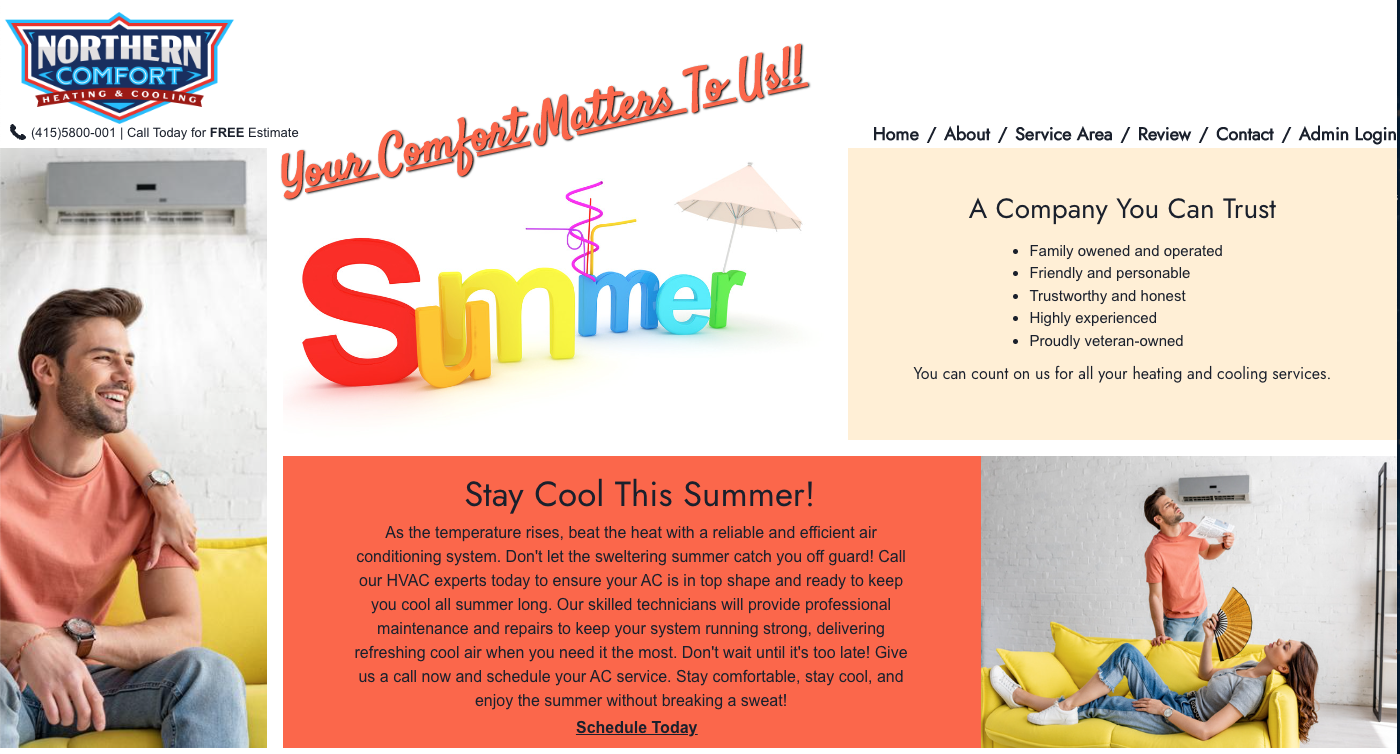 NORTHERN
COMFORT
HEATING & COOLING
(415)5800-001 | Call Today for FREE Estimate
Your Comfort Matters To Us!!
Home / About / Service Area / Review / Contact / Admin Login
Summer
A Company You Can Trust
Family owened and operated
Friendly and personable
Trustworthy and honest
Highly experienced
Proudly veteran-owned
You can count on us for all your heating and cooling services.
Stay Cool This Summer!
As the temperature rises, beat the heat with a reliable and efficient air
conditioning system. Don't let the sweltering summer catch you off guard! Call
our HVAC experts today to ensure your AC is in top shape and ready to keep
you cool all summer long. Our skilled technicians will provide professional
maintenance and repairs to keep your system running strong, delivering
refreshing cool air when you need it the most. Don't wait until it's too late! Give
us a call now and schedule your AC service. Stay comfortable, stay cool, and
enjoy the summer without breaking a sweat!
Schedule Today